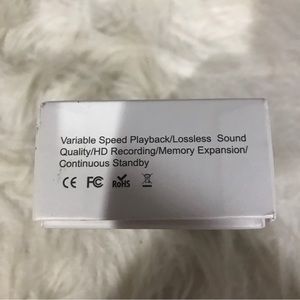 Variable Speed Playback/Lossless Sound
Quality/HD Recording/Memory Expansion/
Continuous Standby
CE FC RoHS